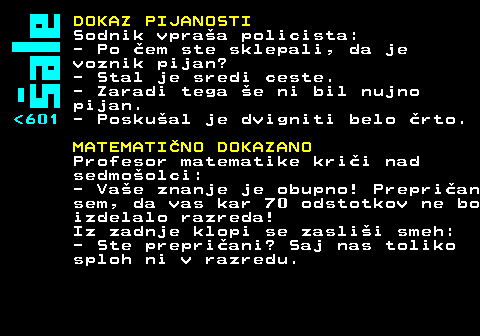 Šale
<601
DOKAZ PIJANOSTI
Sodnik vpraša policista:
- Po čem ste sklepali, da je
voznik pijan?
- Stal je sredi ceste.
- Zaradi tega še ni bil nujno
pijan.
- Poskušal je dvigniti belo črto.
MATEMATIČNO DOKAZANO
Profesor matematike kriči nad
sedmošolci:
- Vaše znanje je obupno! Prepričan
sem, da vas kar 70 odstotkov ne bo
izdelalo razreda!
Iz zadnje klopi se zasliši smeh:
- Ste prepričani? Saj nas toliko
sploh ni v razredu.